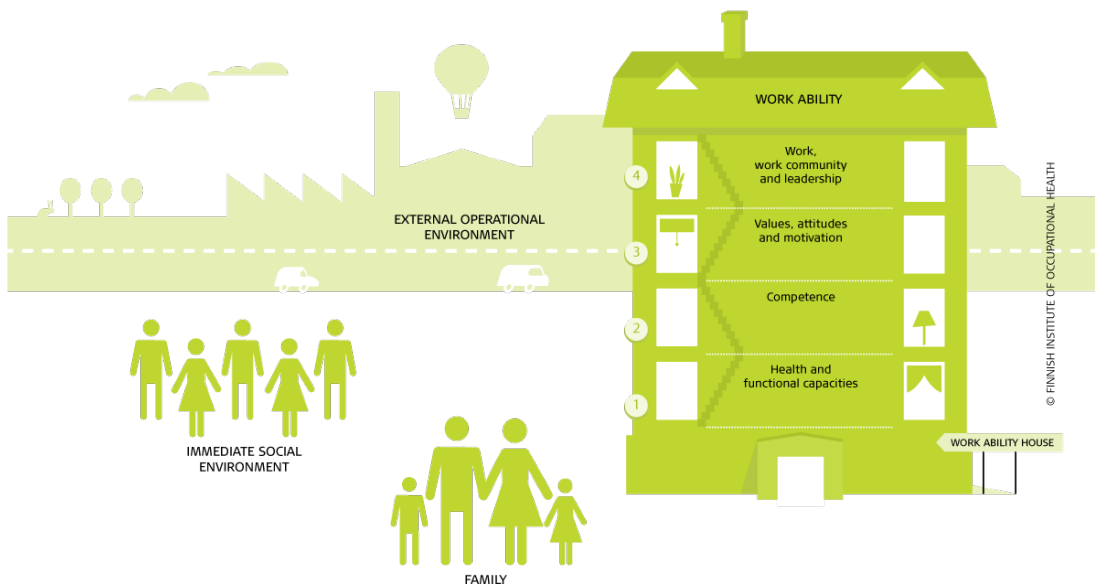 WORK ABILITY
4
Work,
work community
and leadership
3
Values, attitudes
and motivation
2
Competence
1
Health and
functional capacities
WORK ABILITY HOUSE
EXTERNAL OPERATIONAL
ENVIRONMENT
IMMEDIATE SOCIAL
ENVIRONMENT
FAMILY
© FINNISH INSTITUTE OF OCCUPATIONAL HEALTH